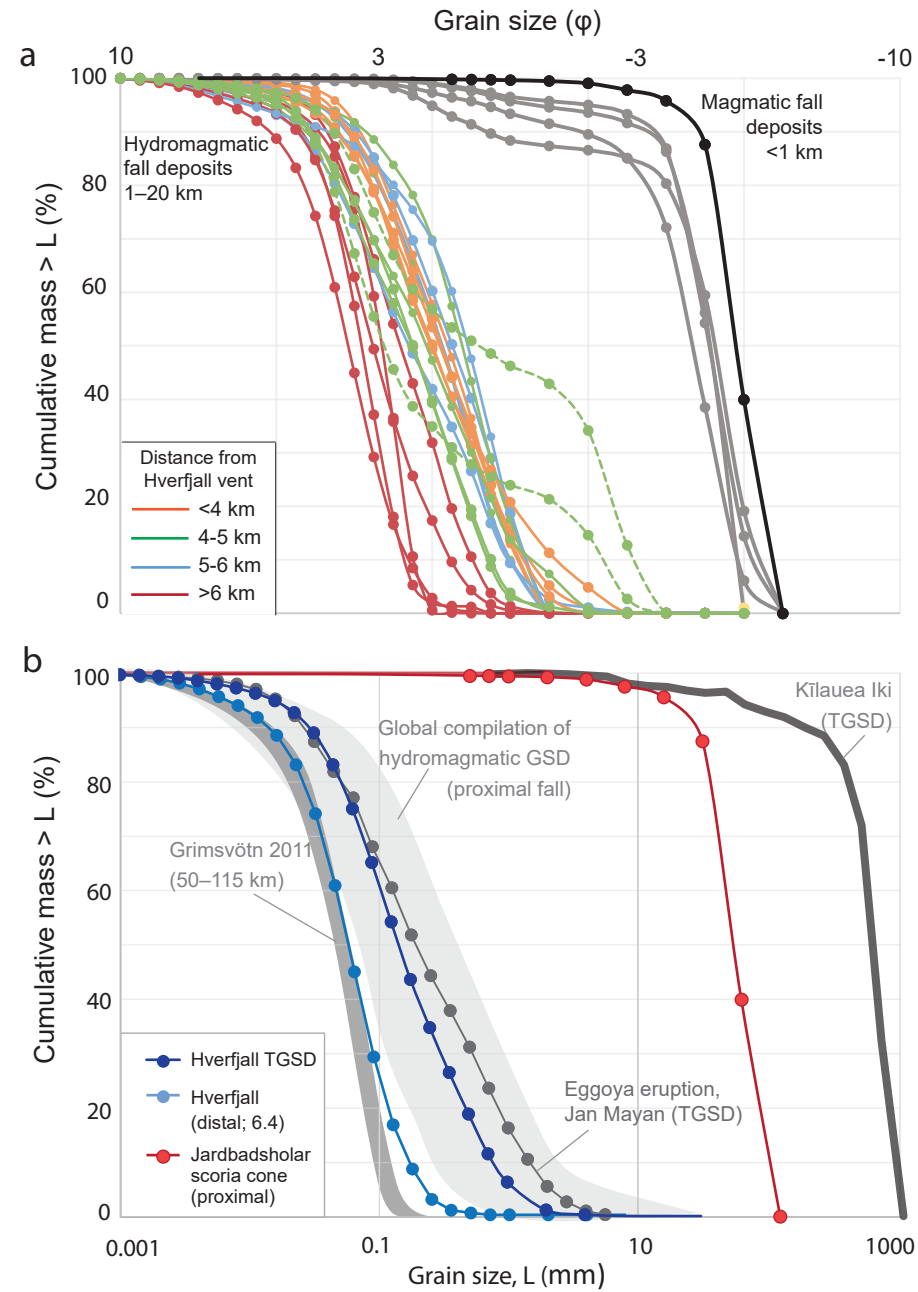 Grain size (φ)
a
10 3 -3 -10
100
80
60
40
20
0
Cumulative mass > L (%)
Hydromagmatic
fall deposits
1–20 km
Magmatic fall
deposits
<1 km
Distance from
Hverfjall vent
<4 km
4-5 km
5-6 km
>6 km
b
100
80
60
40
20
0
Cumulative mass > L (%)
Kīlauea Iki
(TGSD)
Global compilation of
hydromagmatic GSD
(proximal fall)
Grimsvötn 2011
(50–115 km)
Eggoya eruption,
Jan Mayan (TGSD)
Hverfjall TGSD
Hverfjall
(distal; 6.4)
Jardbadsholar
scoria cone
(proximal)
0.001 0.1 10 1000
Grain size, L (mm)